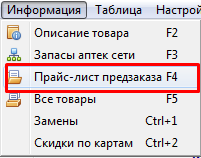 Информация Таблица Настро
Описание товара F2
Запасы аптек сети F3
Прайс-лист предзаказа F4
Все товары F5
Замены Ctrl+1
Скидки по картам Ctrl+2